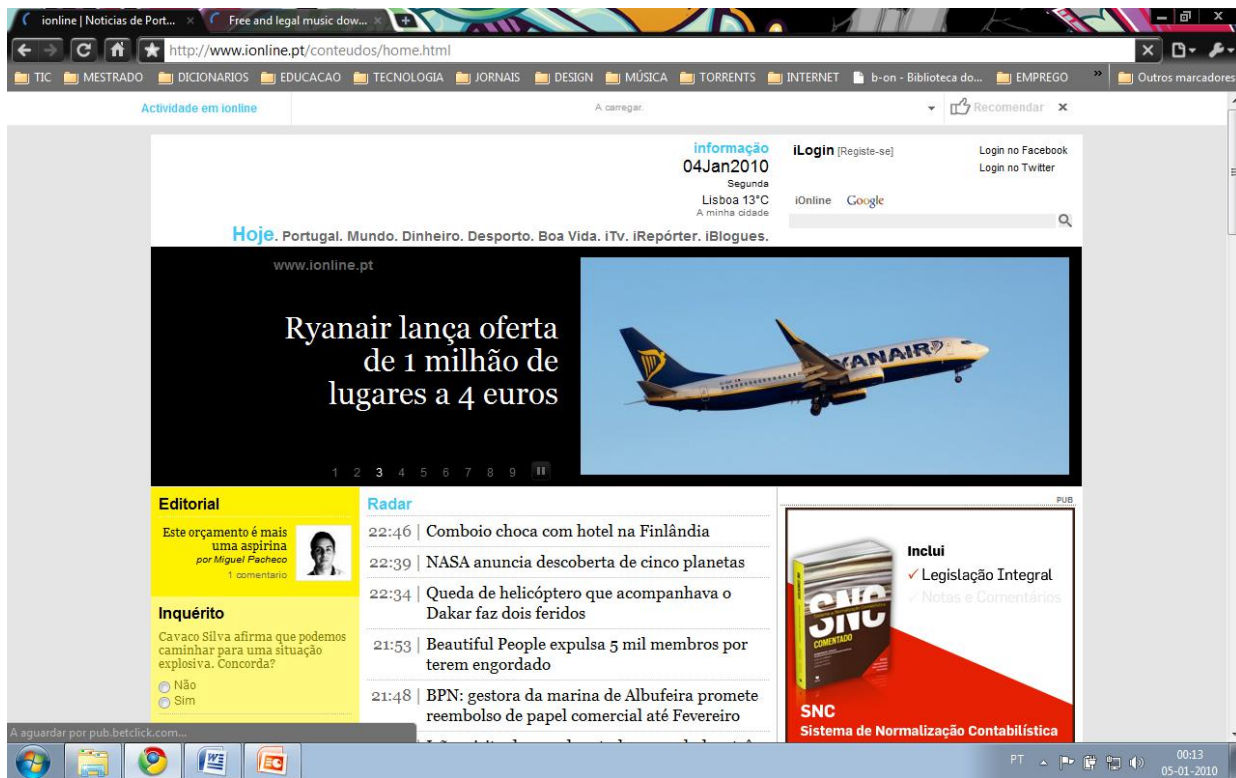 ionline | Noticias de Port...
Free and legal music dow...
http://www.ionline.pt/conteudos/home.html
TIC MESTRADO DICIONARIOS EDUCACAO TECNOLOGIA JORNAIS DESIGN MÚSICA TORRENTS INTERNET b-on - Biblioteca do... EMPREGO » Outros marcadores
Actividade em ionline
A carregar.
Recomendar
informação
04Jan2010
Segunda
Lisboa 13°C
A minha cidade
iLogin [Registe-se]
Login no Facebook
Login no Twitter
iOnline Google
Hoje. Portugal. Mundo. Dinheiro. Desporto. Boa Vida. iTv. iRepórter. iBlogues.
www.ionline.pt
Ryanair lança oferta
de 1 milhão de
lugares a 4 euros
RYANAIR
1 2 3 4 5 6 7 8 9
Editorial
Este orçamento é mais
uma aspirina
por Miguel Pacheco
1 comentario
Inquérito
Cavaco Silva afirma que podemos
caminhar para uma situação
explosiva. Concorda?
Não
Sim
Radar
22:46 | Comboio choca com hotel na Finlândia
22:39 | NASA anuncia descoberta de cinco planetas
22:34 | Queda de helicóptero que acompanhava o
Dakar faz dois feridos
21:53 | Beautiful People expulsa 5 mil membros por
terem engordado
21:48 | BPN: gestora da marina de Albufeira promete
reembolso de papel comercial até Fevereiro
PUB
Inclui
✓ Legislação Integral
✓ Notas e Comentários
SNC
COMENTADO
SNC
Sistema de Normalização Contabilística
A aguardar por pub.betclick.com...
PT
00:13
05-01-2010